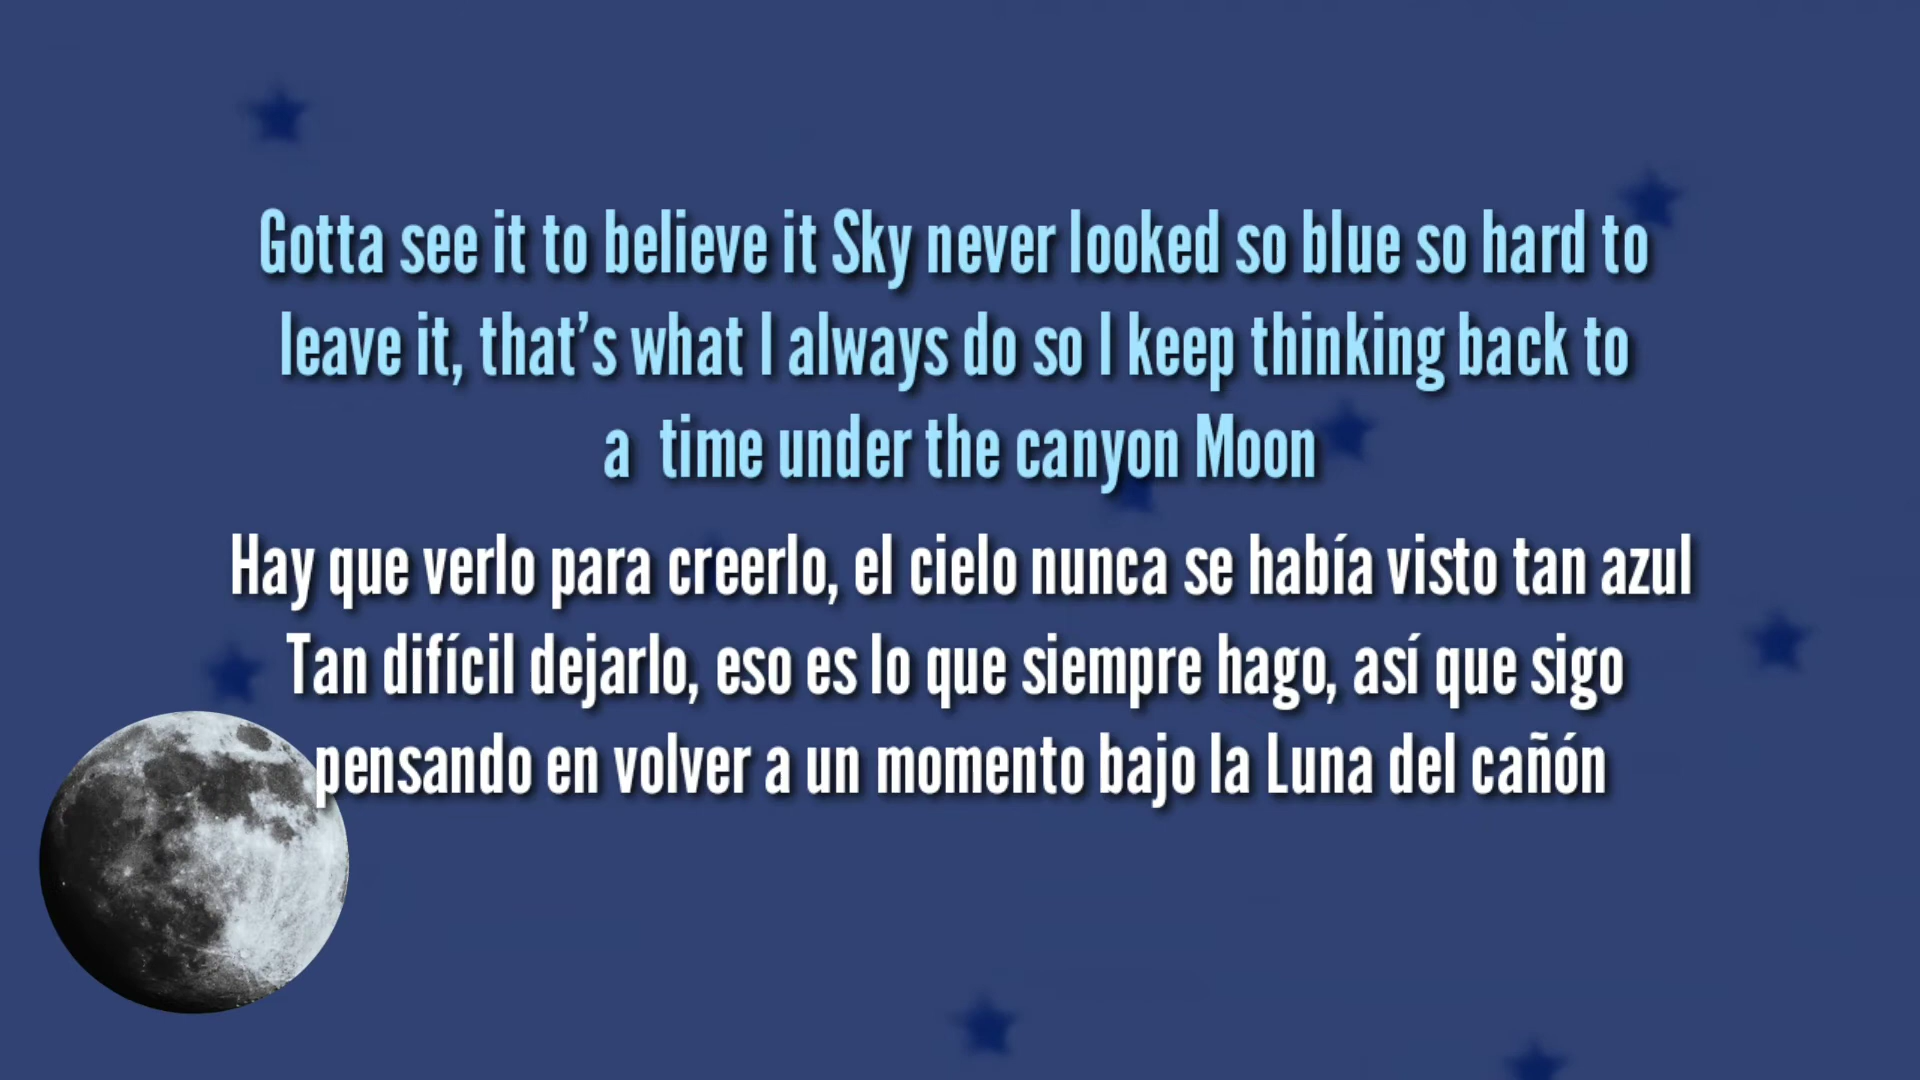 Gotta see it to believe it Sky never looked so blue so hard to
leave it, that’s what I always do so I keep thinking back to
a  time under the canyon Moon
Hay que verlo para creerlo, el cielo nunca se había visto tan azul
Tan difícil dejarlo, eso es lo que siempre hago, así que sigo
pensando en volver a un momento bajo la Luna del cañón